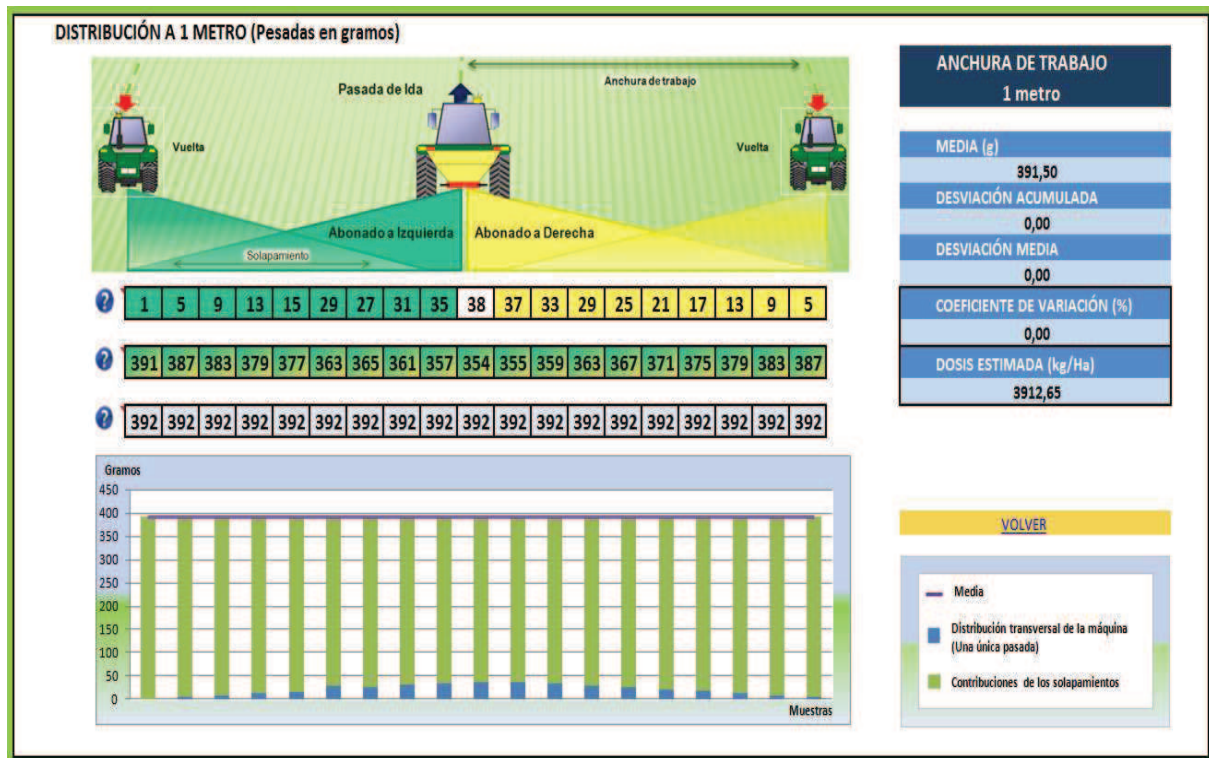 DISTRIBUCIÓN A 1 METRO (Pesadas en gramos)
Pasada de Ida
Anchura de trabajo
Vuelta
Vuelta
Abonado a Izquierda
Abonado a Derecha
Solapamiento
? 1 5 9 13 15 29 27 31 35 38 37 33 29 25 21 17 13 9 5
? 391 387 383 379 377 363 365 361 357 354 355 359 363 367 371 375 379 383 387
? 392 392 392 392 392 392 392 392 392 392 392 392 392 392 392 392 392 392 392
Gramos
450
400
350
300
250
200
150
100
50
0
Muestras
ANCHURA DE TRABAJO
1 metro
MEDIA (g)
391,50
DESVIACIÓN ACUMULADA
0,00
DESVIACIÓN MEDIA
0,00
COEFICIENTE DE VARIACIÓN (%)
0,00
DOSIS ESTIMADA (kg/Ha)
3912,65
VOLVER
Media
Distribución transversal de la máquina
(Una única pasada)
Contribuciones de los solapamientos